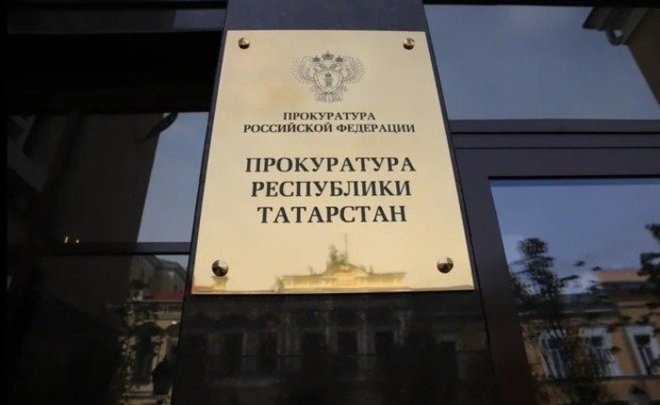 ПРОКУРАТУРА
РОССИЙСКОЙ ФЕДЕРАЦИИ
ПРОКУРАТУРА
РЕСПУБЛИКИ
ТАТАРСТАН